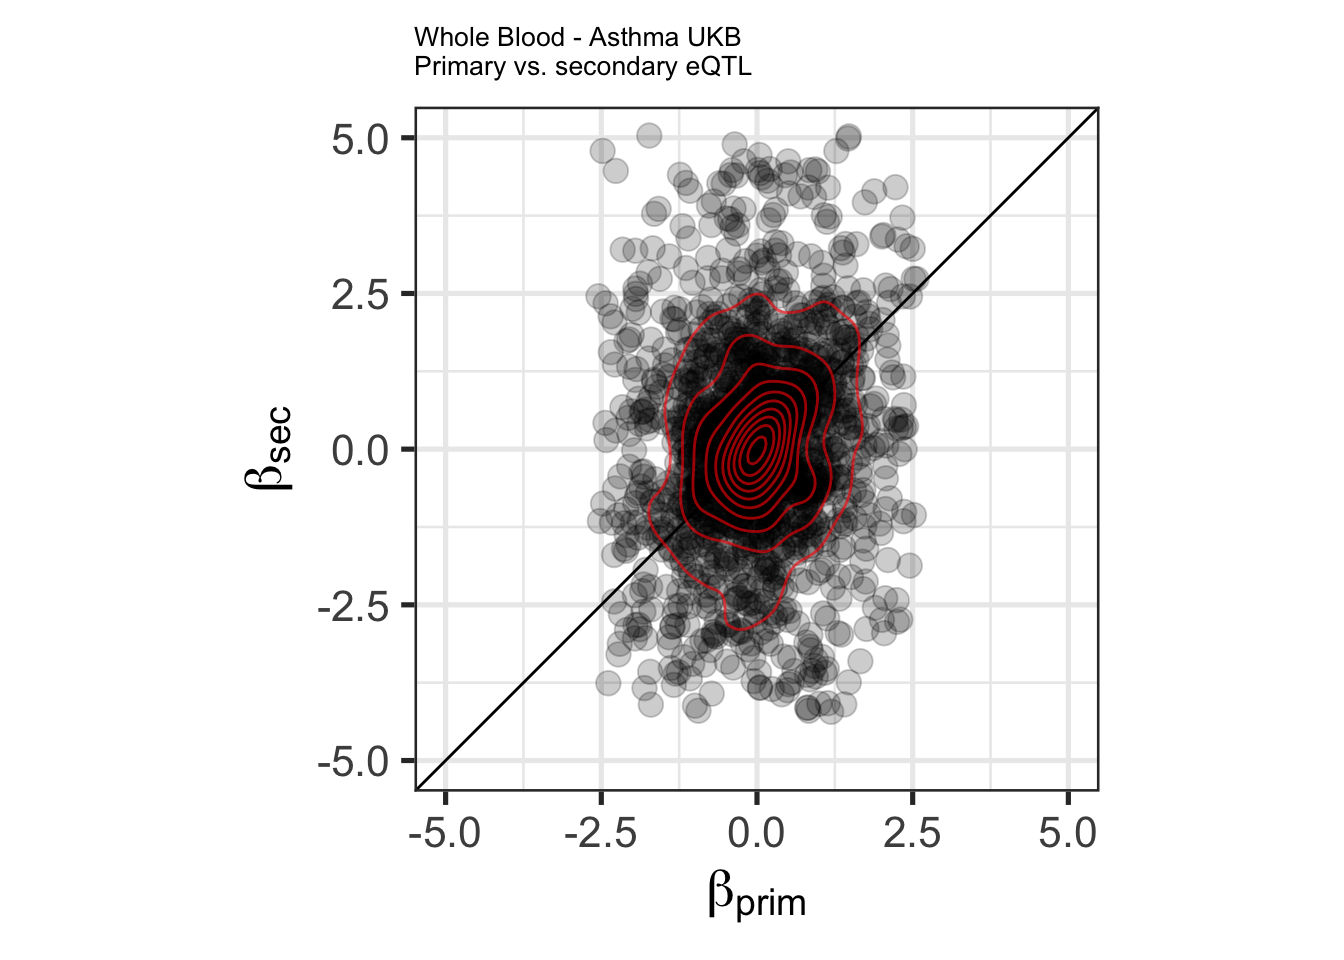 Whole Blood - Asthma UKB
Primary vs. secondary eQTL
5.0
2.5
0.0
-2.5
-5.0
βsec
-5.0 -2.5 0.0 2.5 5.0
βprim